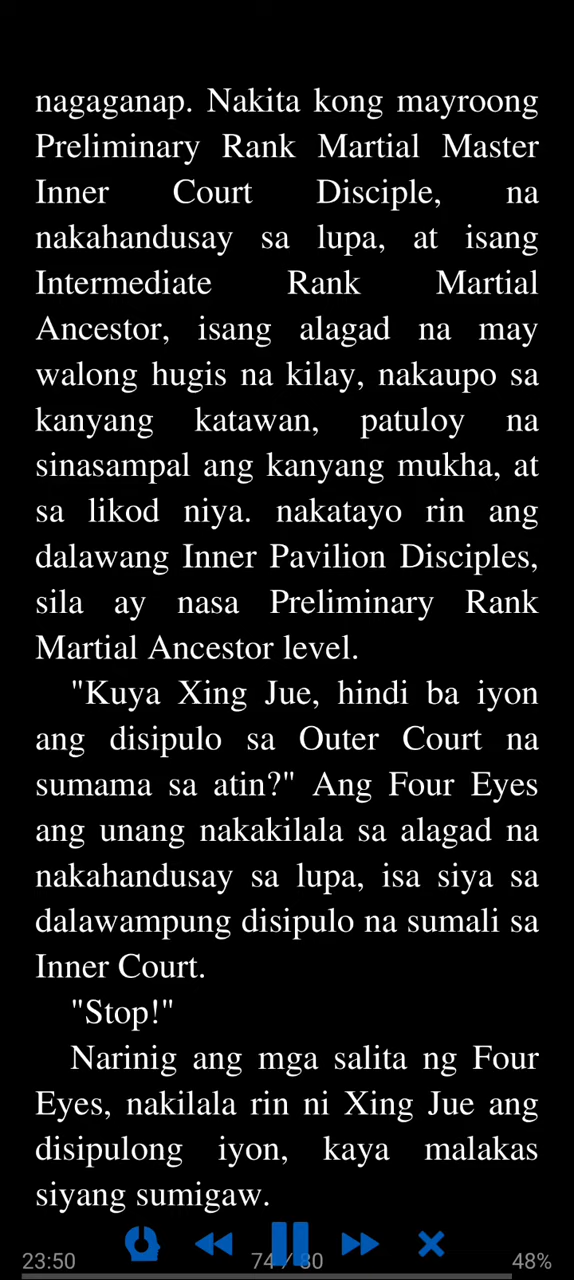 nagaganap. Nakita kong mayroong
Preliminary Rank Martial Master
Inner Court Disciple, na
nakahandusay sa lupa, at isang
Intermediate Rank Martial
Ancestor, isang alagad na may
walong hugis na kilay, nakaupo sa
kanyang katawan, patuloy na
sinasampal ang kanyang mukha, at
sa likod niya. nakatayo rin ang
dalawang Inner Pavilion Disciples,
sila ay nasa Preliminary Rank
Martial Ancestor level.
"Kuya Xing Jue, hindi ba iyon
ang disipulo sa Outer Court na
sumama sa atin?" Ang Four Eyes
ang unang nakakilala sa alagad na
nakahandusay sa lupa, isa siya sa
dalawampung disipulo na sumali sa
Inner Court.
"Stop!"
Narinig ang mga salita ng Four
Eyes, nakilala rin ni Xing Jue ang
disipulong iyon, kaya malakas
siyang sumigaw.
23:50 74 / 80 48%